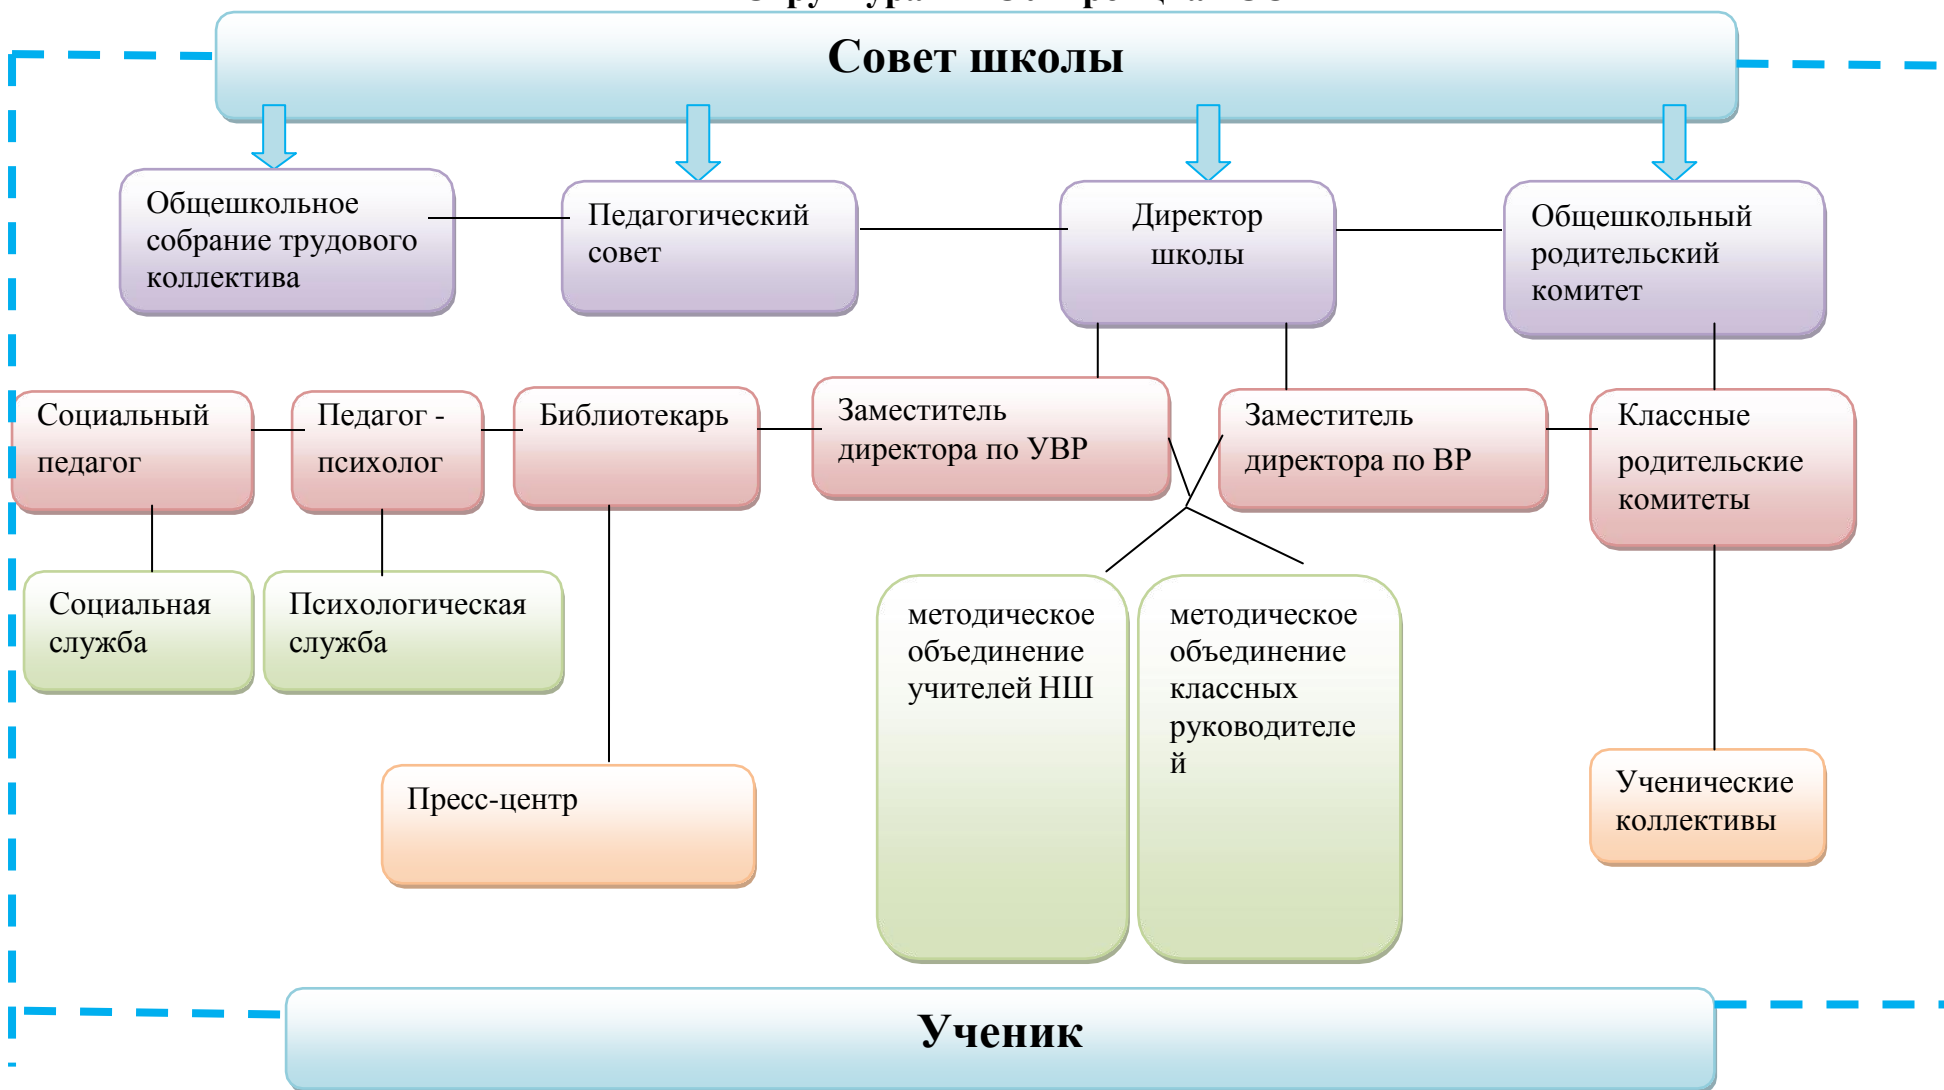 Совет школы
Общешкольное
собрание трудового
коллектива
Педагогический
совет
Директор
школы
Общешкольный
родительский
комитет
Социальный
педагог
Педагог -
психолог
Библиотекарь
Заместитель
директора по УВР
Заместитель
директора по ВР
Классные
родительские
комитеты
Социальная
служба
Психологическая
служба
методическое
объединение
учителей НШ
методическое
объединение
классных
руководителе
й
Пресс-центр
Ученические
коллективы
Ученик